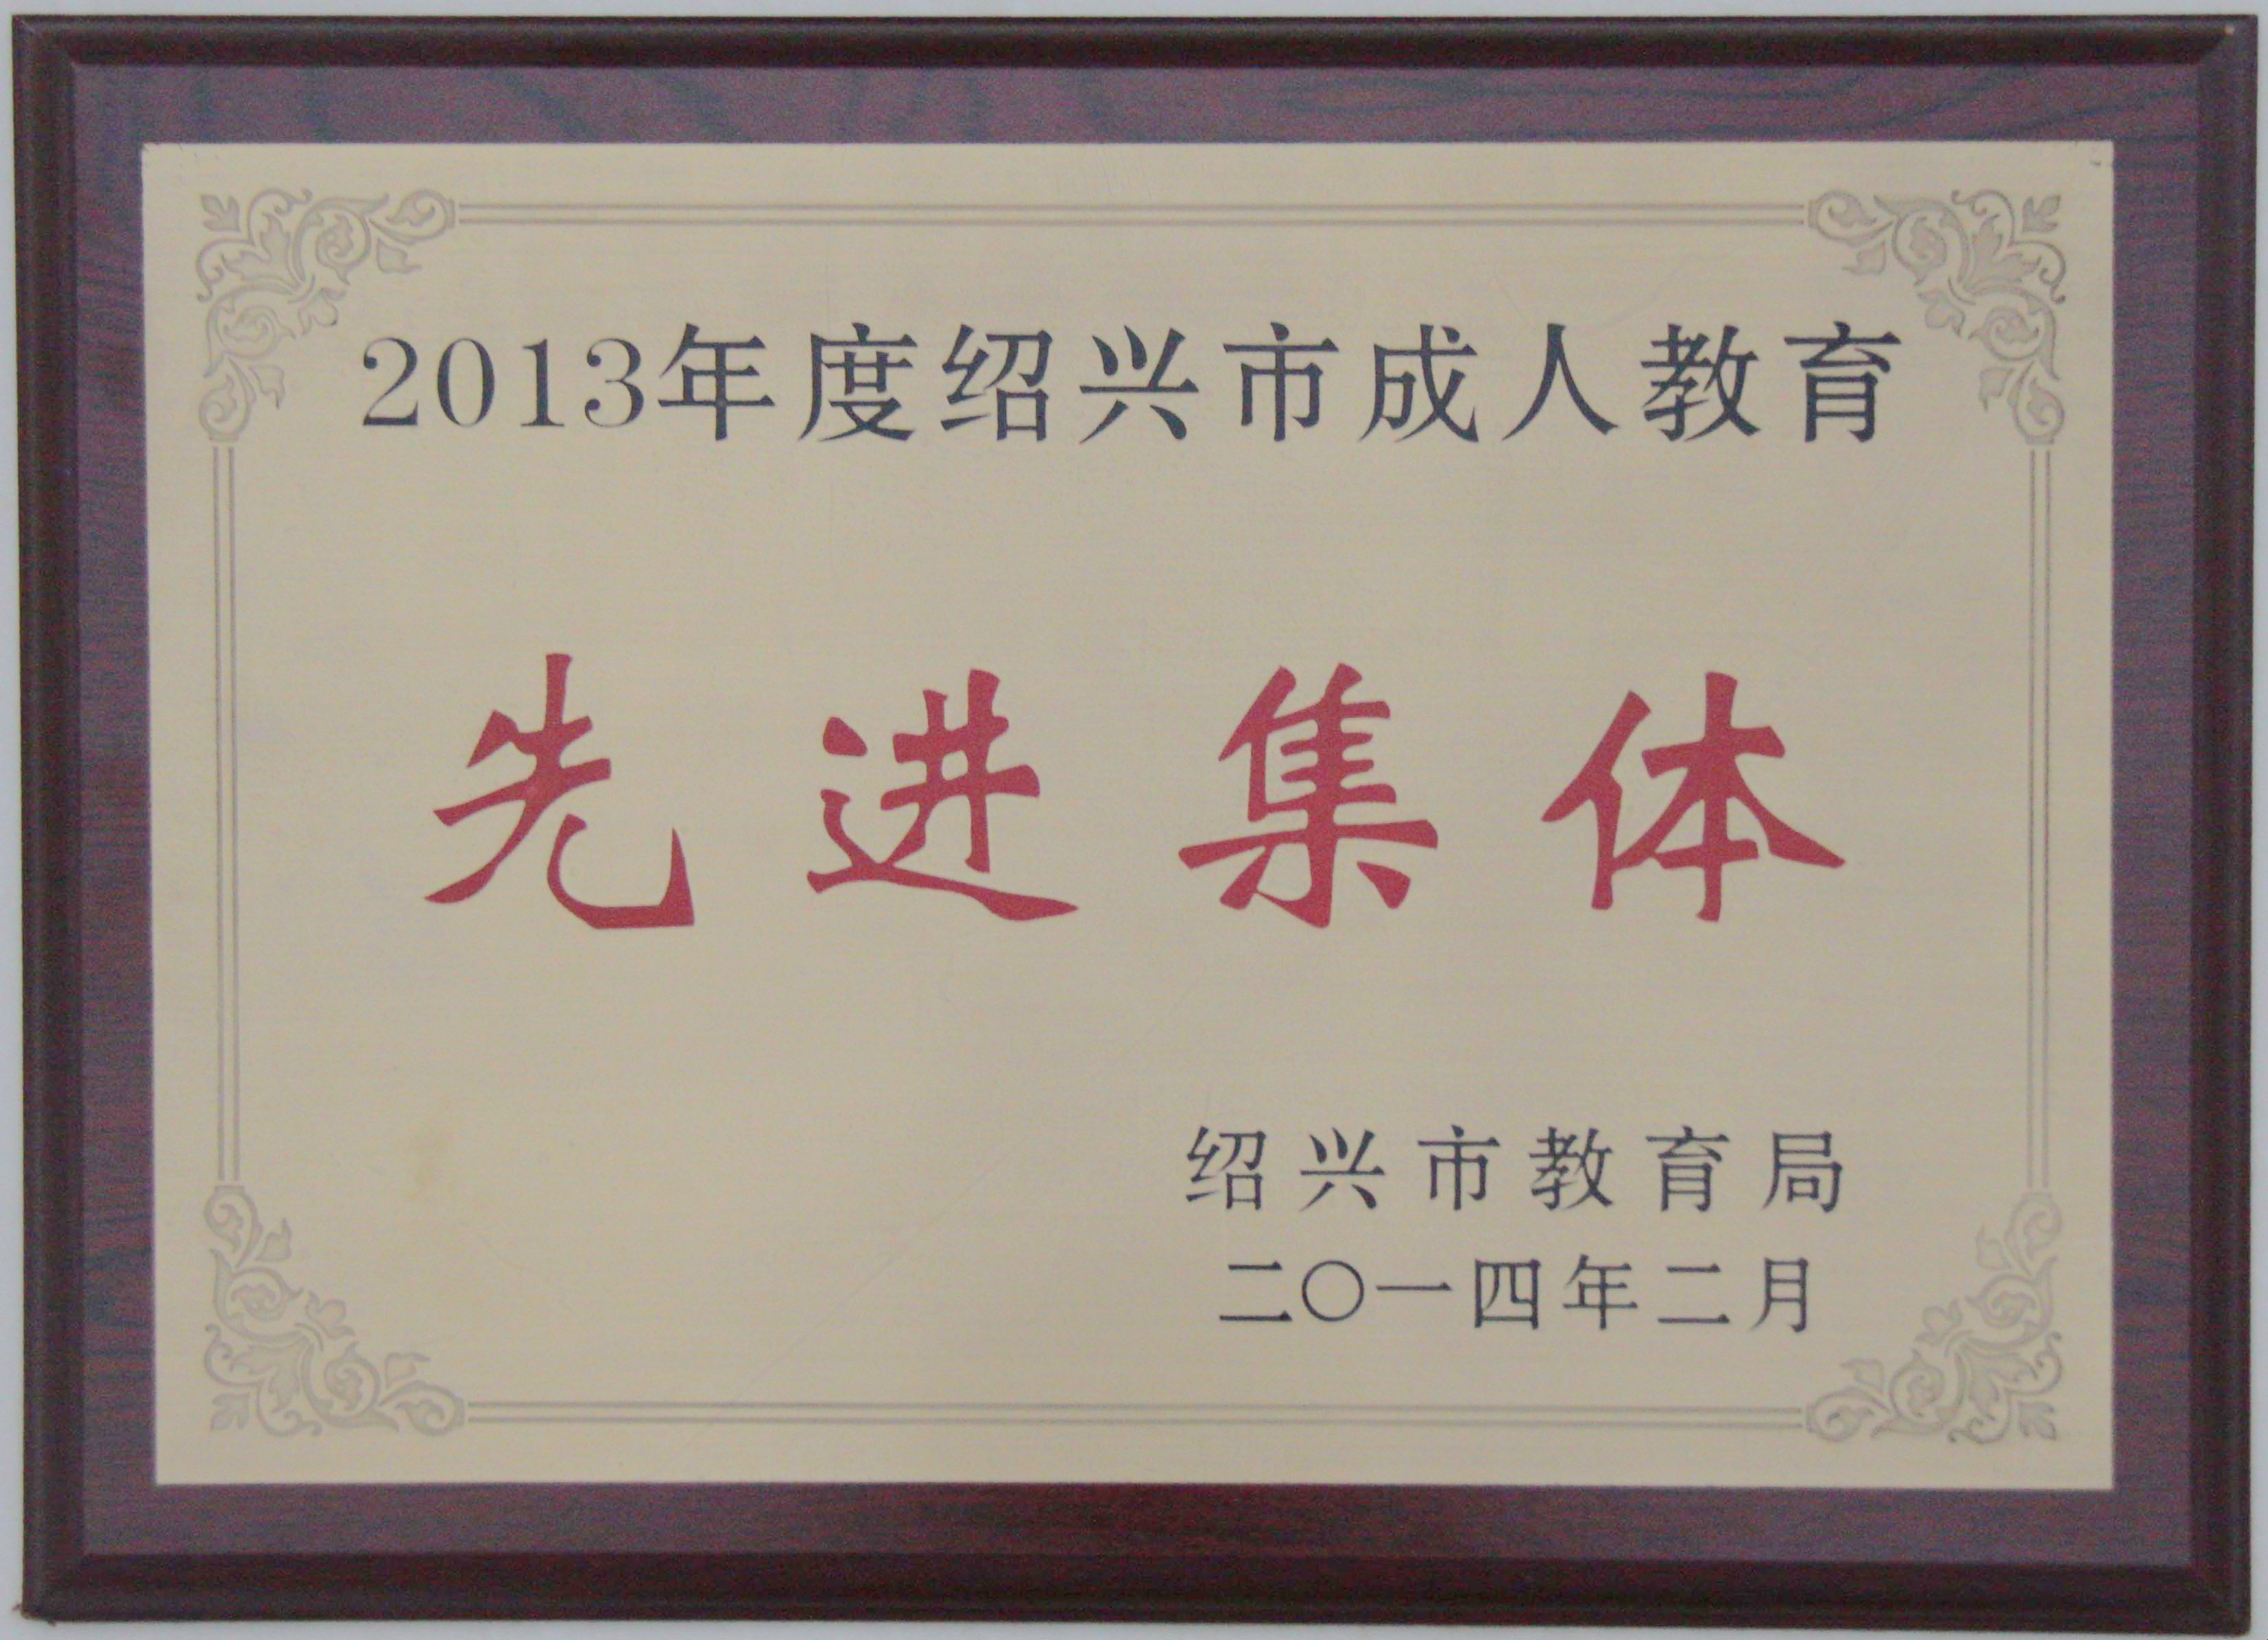 2013年度绍兴市成人教育
先进集体
绍兴市教育局
二〇一四年二月